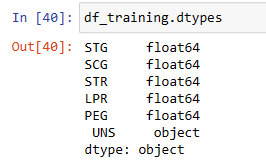 In [40]: df_training.dtypes
Out[40]: STG      float64
SCG      float64
STR      float64
LPR      float64
PEG      float64
 UNS      object
dtype: object